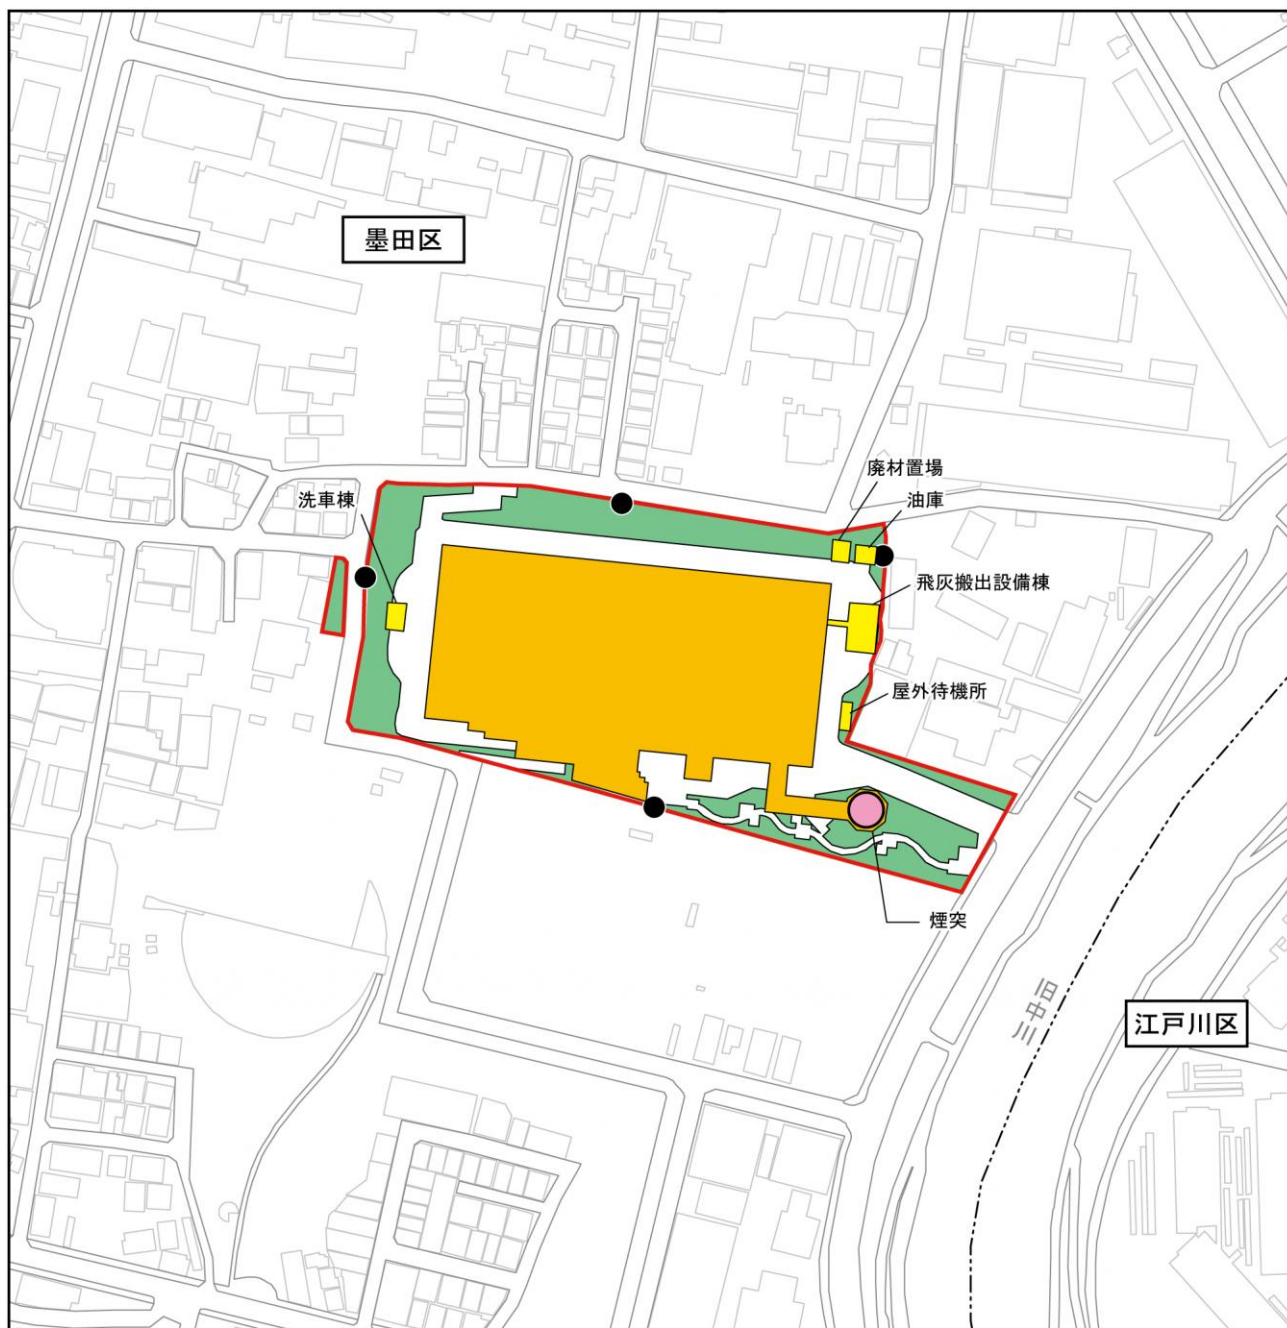 墨田区
廃材置場
洗車棟
油庫
飛灰搬出設備棟
屋外待機所
煙突
旧中川
江戸川区